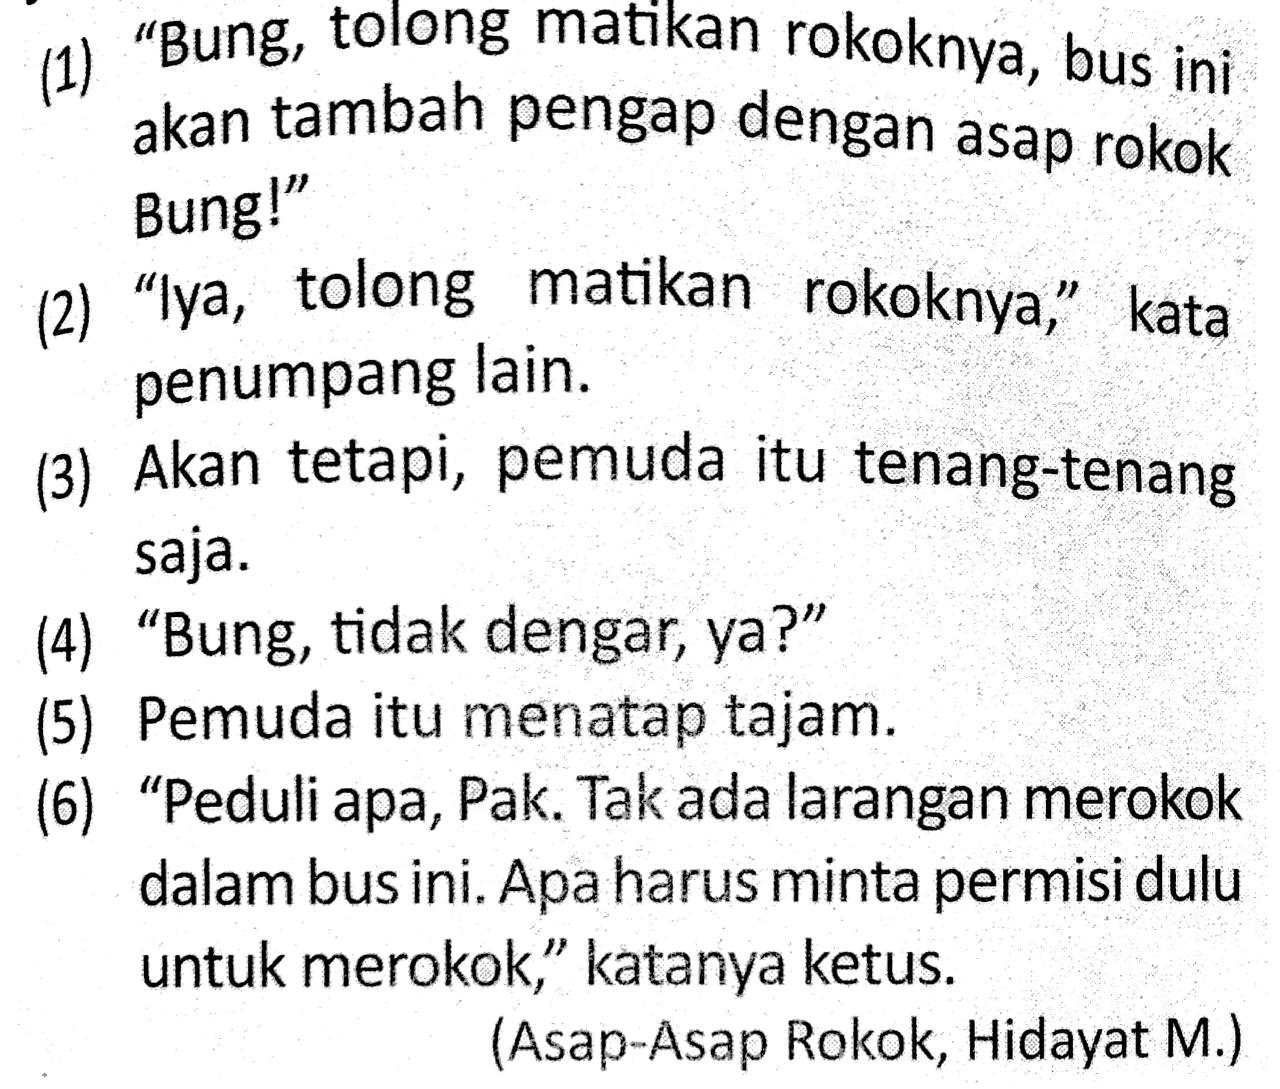 (1) “Bung, tolong matikan rokoknya, bus ini
akan tambah pengap dengan asap rokok
Bung!”
(2) “Iya, tolong matikan rokoknya,” kata
penumpang lain.
(3) Akan tetapi, pemuda itu tenang-tenang
saja.
(4) “Bung, tidak dengar, ya?”
(5) Pemuda itu menatap tajam.
(6) “Peduli apa, Pak. Tak ada larangan merokok
dalam bus ini. Apa harus minta permisi dulu
untuk merokok,” katanya ketus.
(Asap-Asap Rokok, Hidayat M.)